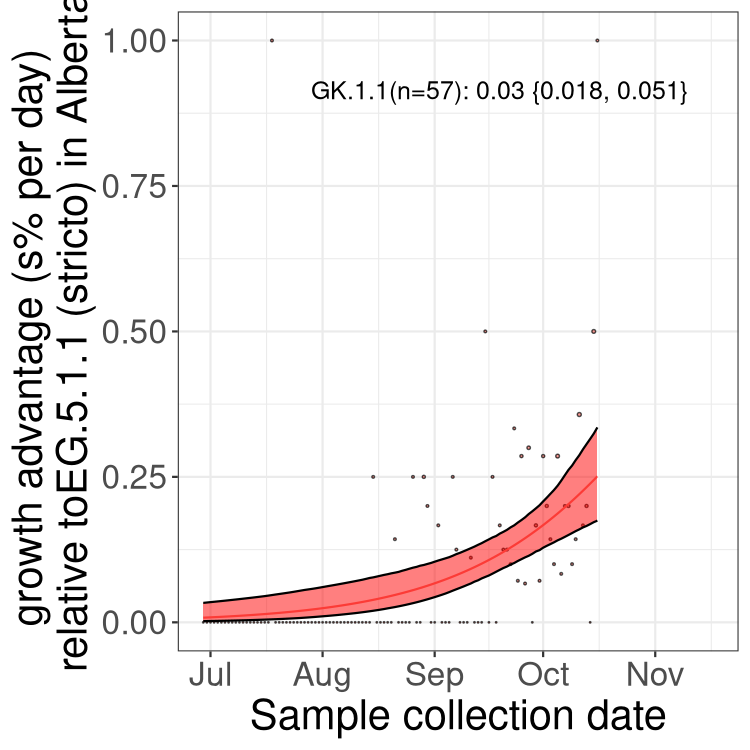 growth advantage (s% per day)
relative toEG.5.1.1 (stricto) in Alberta
1.00
0.75
0.50
0.25
0.00
GK.1.1(n=57): 0.03 {0.018, 0.051}
Jul Aug Sep Oct Nov
Sample collection date